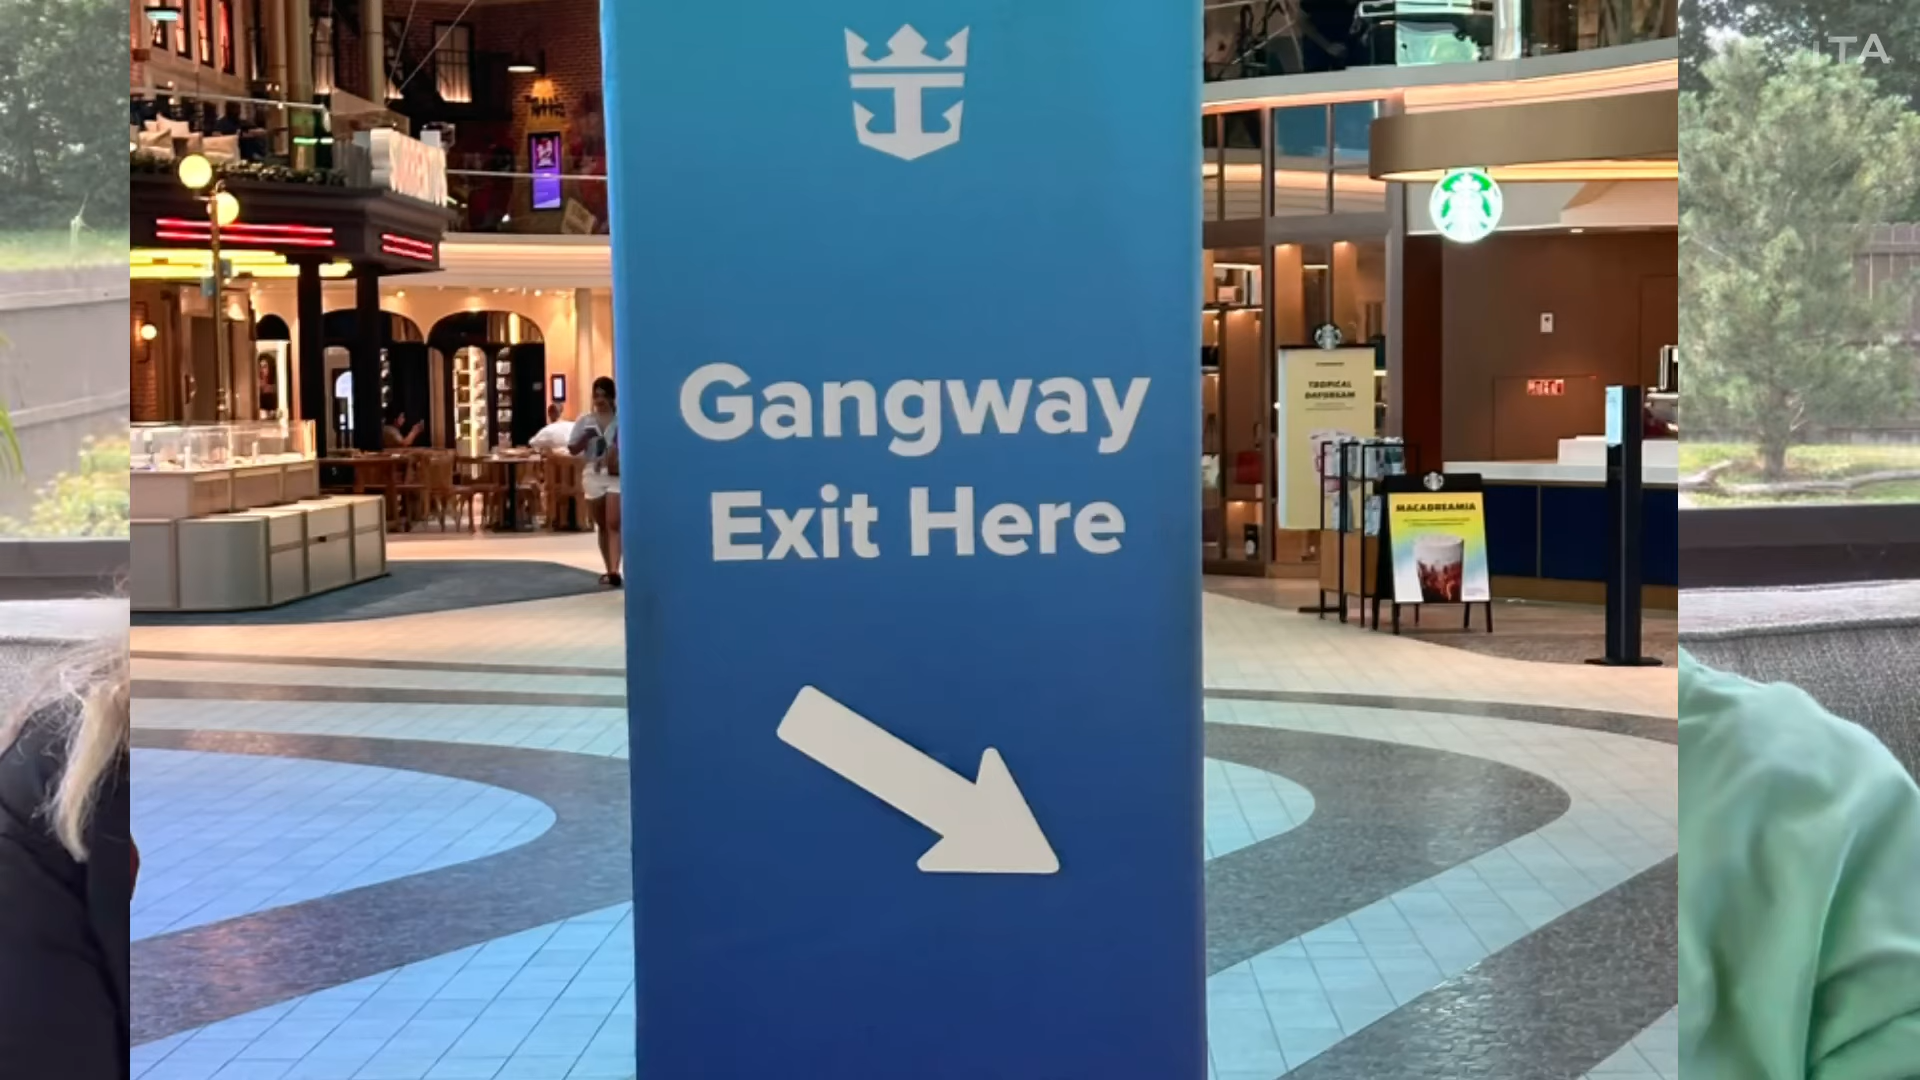 ITA
Gangway
Exit Here
TROPICAL
DAYDREAM
MACADREAMIA